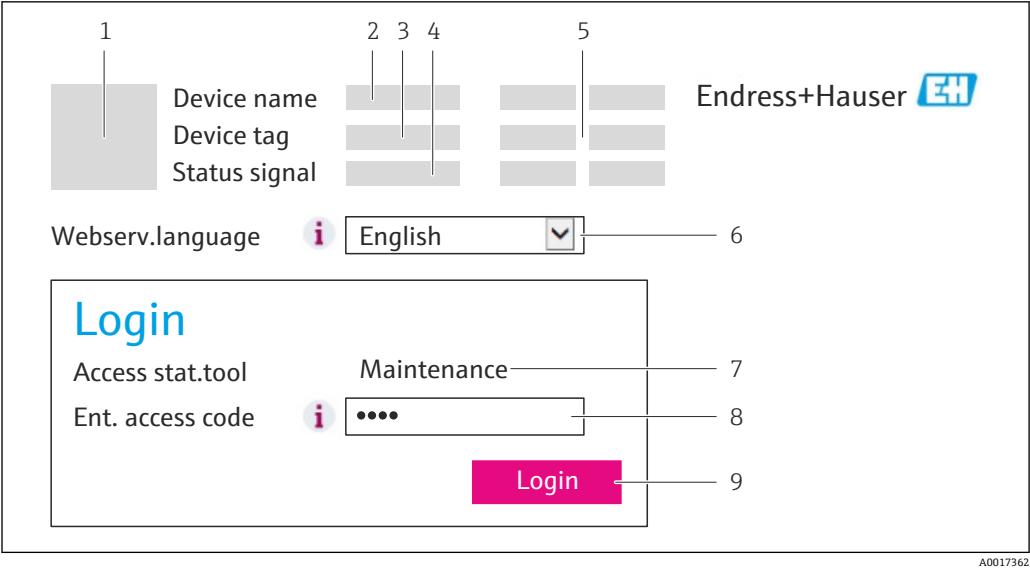 1 2 3 4 5
Device name
Endress+Hauser EH
Device tag
Status signal
Webserv.language i English 6
Login
Access stat.tool Maintenance 7
Ent. access code i •••• 8
Login 9
A0017362